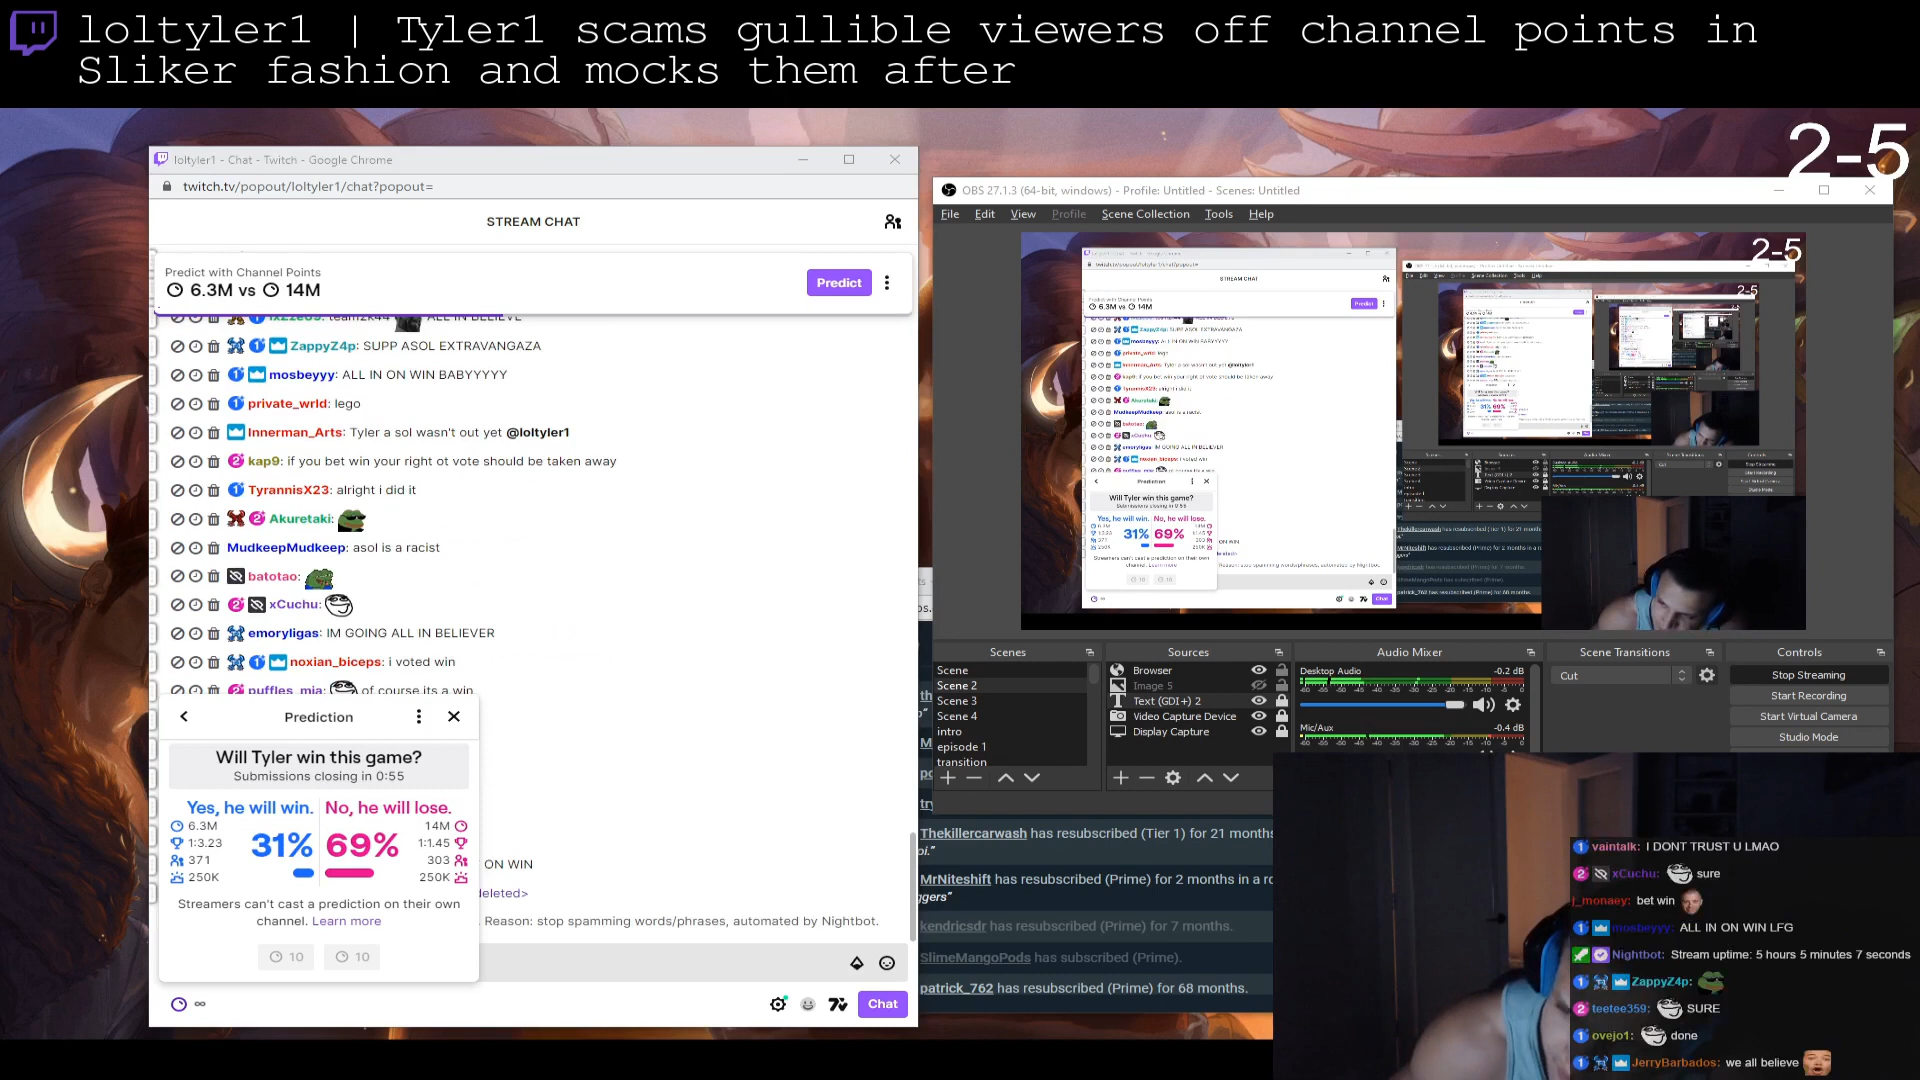 loltyler1 | Tyler1 scams gullible viewers off channel points in
Sliker fashion and mocks them after
2-5
loltyler1 - Chat - Twitch - Google Chrome
twitch.tv/popout/loltyler1/chat?popout=
STREAM CHAT
Predict with Channel Points
6.3M vs 14M
Predict
ZappyZ4p: SUPP ASOL EXTRAVANGAZA
mosbeyyy: ALL IN ON WIN BABYYYYY
private_wrld: lego
Innerman_Arts: Tyler a sol wasn't out yet @loltyler1
kap9: if you bet win your right ot vote should be taken away
TyrannisX23: alright i did it
Akuretaki:
MudkeepMudkeep: asol is a racist
batotao:
xCuchu:
emoryligas: IM GOING ALL IN BELIEVER
noxian_biceps: i voted win
puffles_mia: of course its a win
Prediction
Will Tyler win this game?
Submissions closing in 0:55
Yes, he will win. No, he will lose.
6.3M 14M
1:3.23 31% 69% 1:1.45
371 303
250K 250K
Streamers can't cast a prediction on their own
channel. Learn more
10 10
ON WIN
deleted>
Reason: stop spamming words/phrases, automated by Nightbot.
Chat
OBS 27.1.3 (64-bit, windows) - Profile: Untitled - Scenes: Untitled
File Edit View Profile Scene Collection Tools Help
Scenes
Sources
Audio Mixer
Scene Transitions
Controls
Scene
Scene 2
Scene 3
Scene 4
intro
episode 1
transition
Browser
Image 5
Text (GDI+) 2
Video Capture Device
Display Capture
Desktop Audio -0.2 dB
Mic/Aux -0.4 dB
Cut
Stop Streaming
Start Recording
Start Virtual Camera
Studio Mode
Thekillercarwash has resubscribed (Tier 1) for 21 months
MrNiteshift has resubscribed (Prime) for 2 months in a ro
ggers"
kendricsdr has resubscribed (Prime) for 7 months.
SlimeMangoPods has subscribed (Prime).
patrick_762 has resubscribed (Prime) for 68 months.
vaintalk: I DONT TRUST U LMAO
xCuchu: sure
j_monaey: bet win
mosbeyyy: ALL IN ON WIN LFG
Nightbot: Stream uptime: 5 hours 5 minutes 7 seconds
ZappyZ4p:
teetee359: SURE
ovejo1: done
JerryBarbados: we all believe